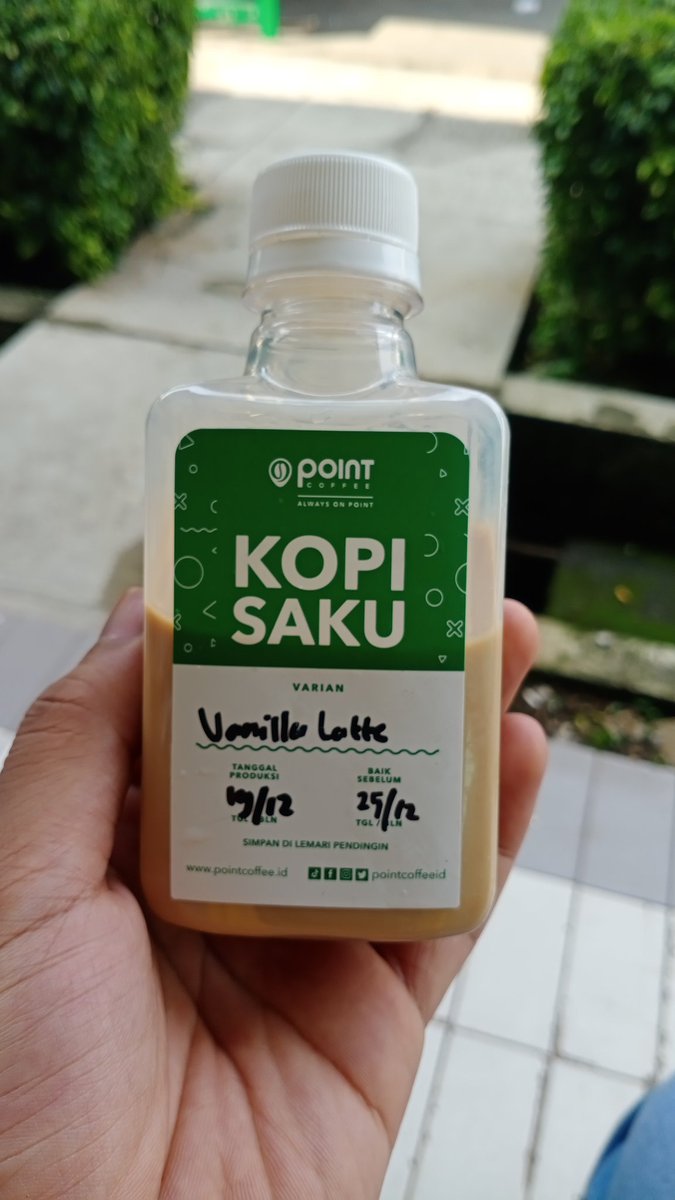 POINT
COFFEE
ALWAYS ON POINT
KOPI
SAKU
VARIAN
Vanilla Latte
TANGGAL PRODUKSI
19/12
TGL / BLN
BAIK SEBELUM
25/12
TGL / BLN
SIMPAN DI LEMARI PENDINGIN
www.pointcoffee.id
pointcoffeeid